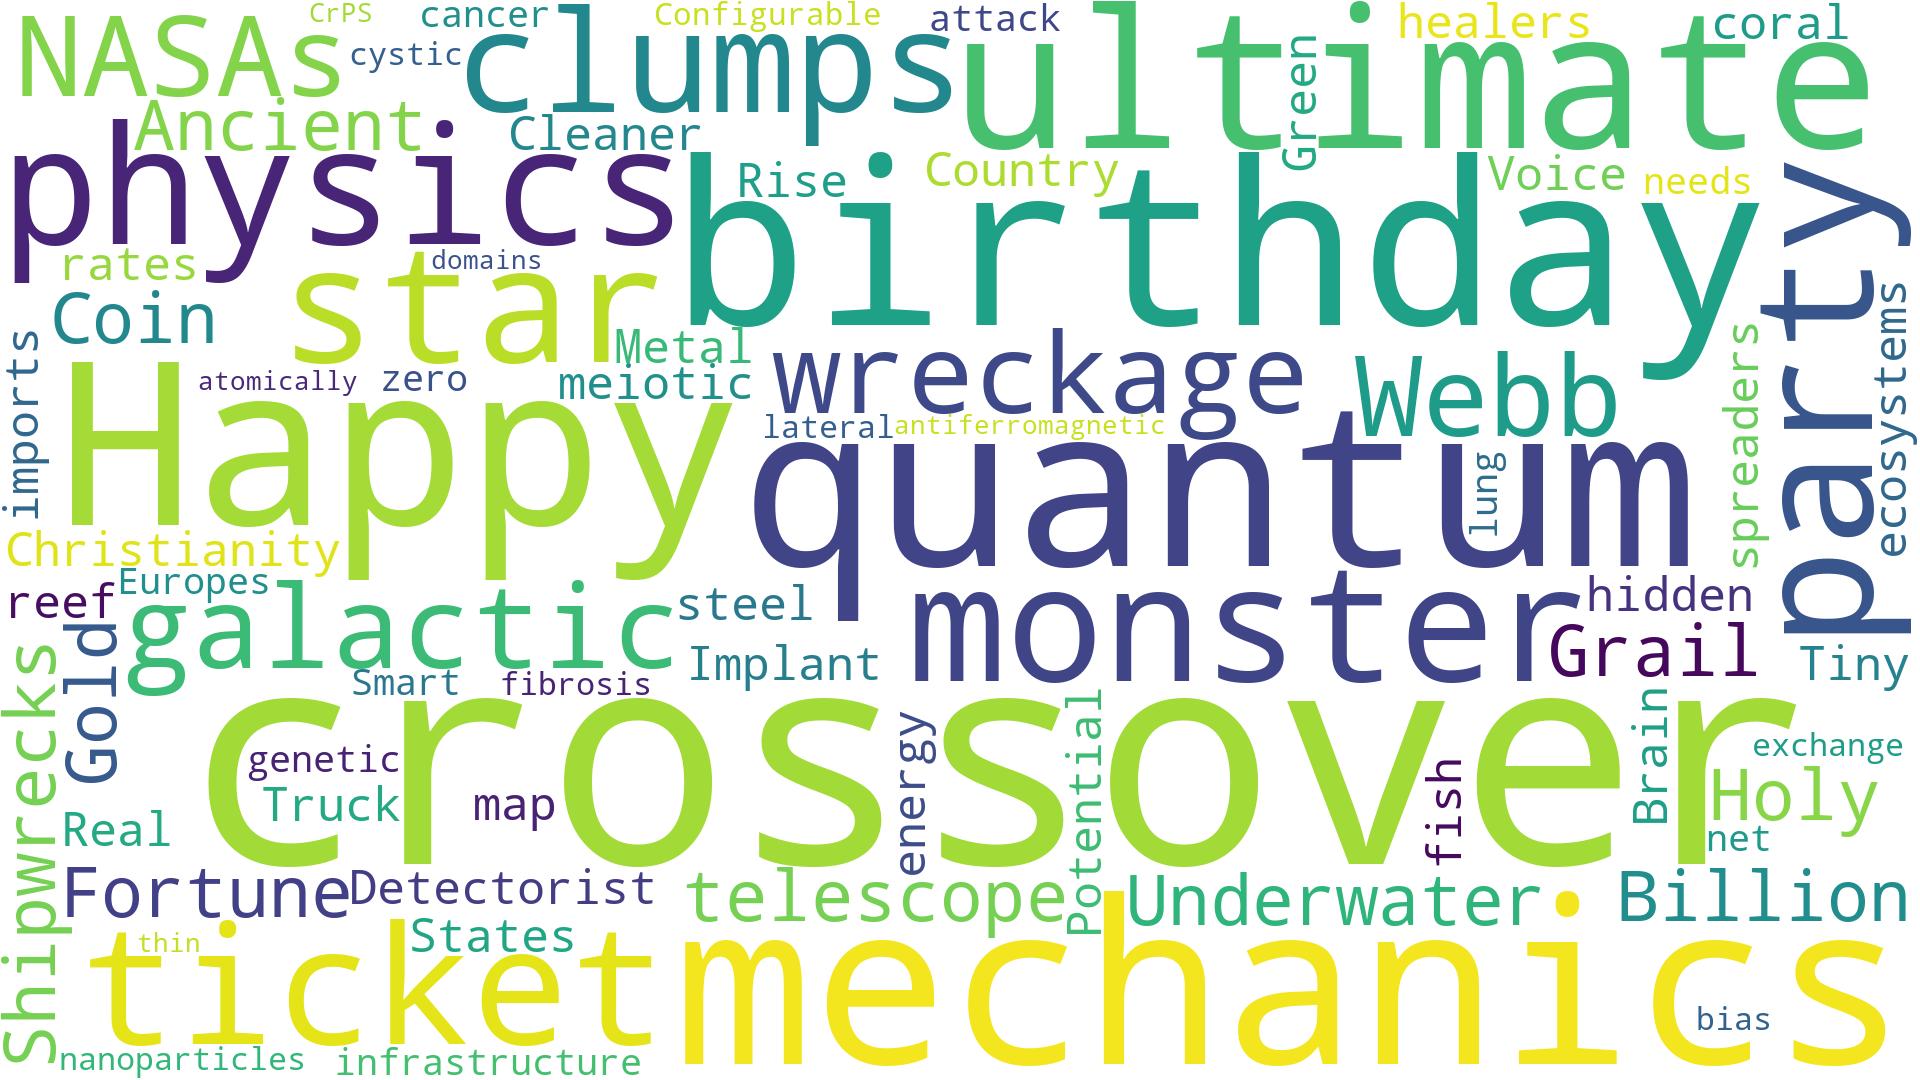 NASAs
CrPS
cancer
cystic
clumps
Configurable
attack
ultimate
healers
coral
Ancient
Cleaner
Green
physics
Rise
Country
Voice
needs
birthday
party
rates
domains
star
Coin
Metal
wreckage
Webb
spreaders
ecosystems
imports
atomically
zero
meiotic
Happy
lateral
antiferromagnetic
quantum
lung
Christianity
Europes
reef
galactic
steel
monster
hidden
Grail
Tiny
Gold
Shipwrecks
Smart
fibrosis
Implant
crossover
genetic
Truck
map
energy
Potential
fish
Brain
exchange
Holy
net
Real
Fortune
Detectorist
telescope
Underwater
Billion
States
thin
ticket
mechanics
bias
nanoparticles
infrastructure